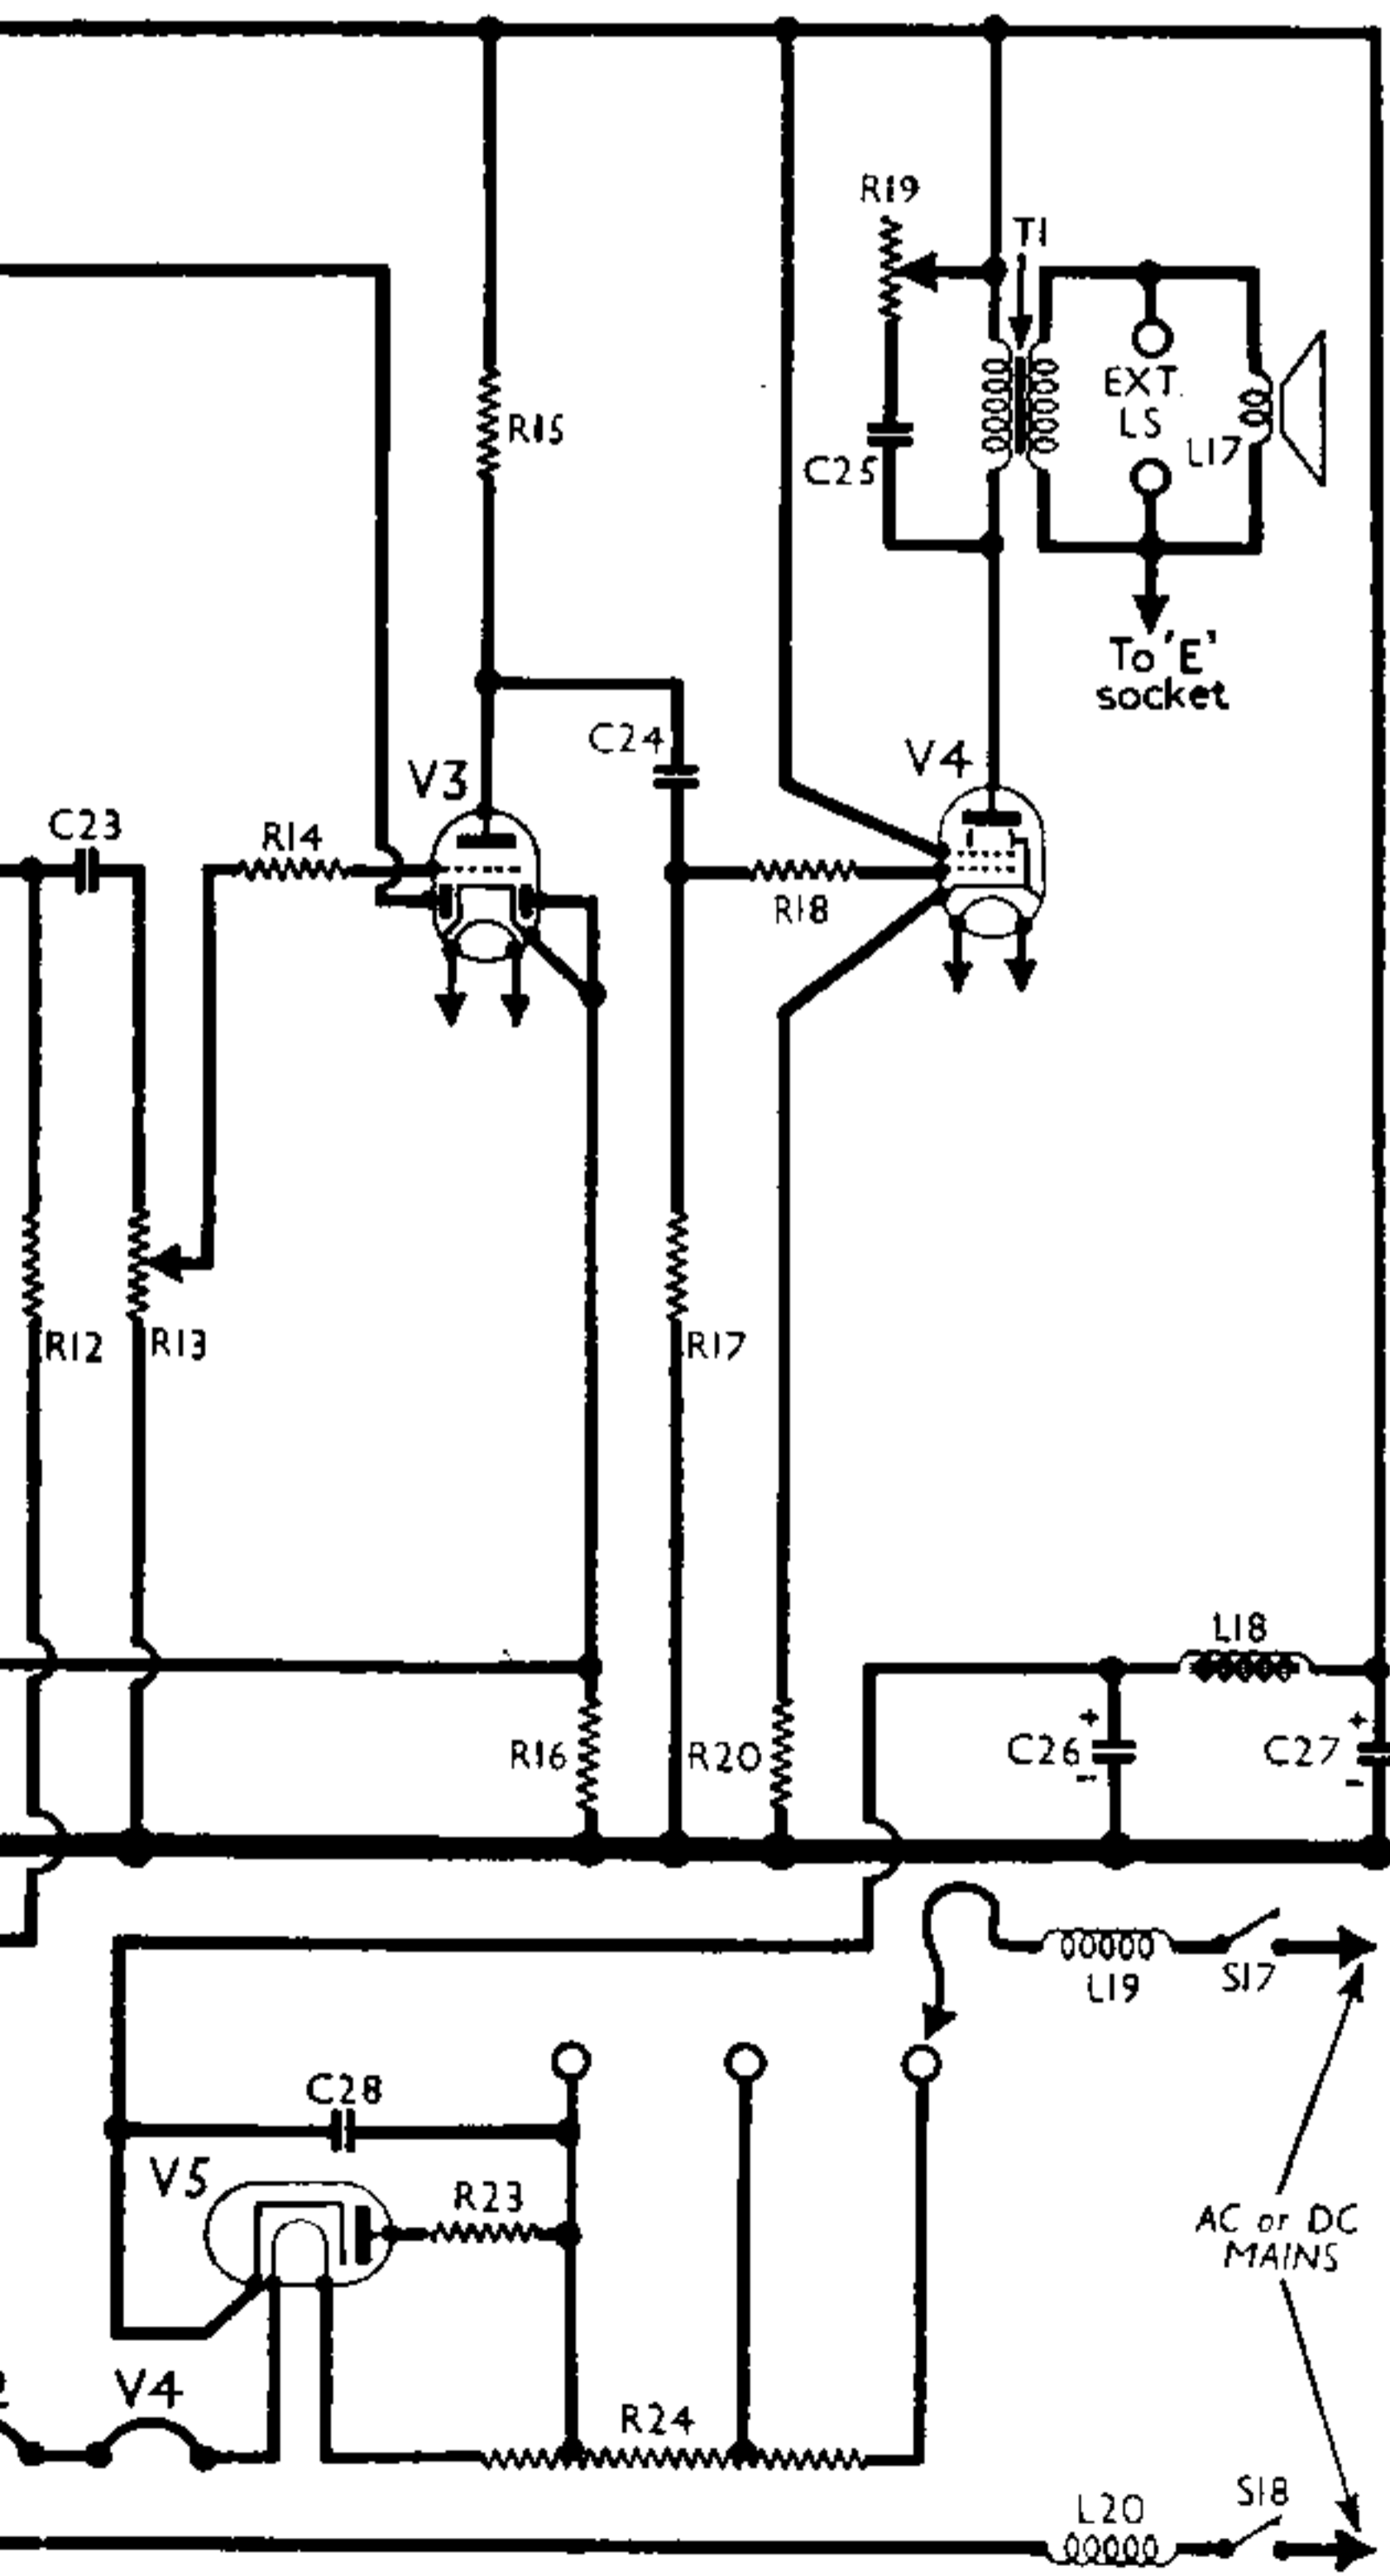 R19
T1
EXT.
LS
R15
L17
C25
To 'E'
socket
C24
V4
V3
C23
R14
R18
R12
R13
R17
L18
R16
R20
+
C26
-
+
C27
-
L19
S17
C28
V5
R23
AC or DC
MAINS
V4
R24
L20
S18